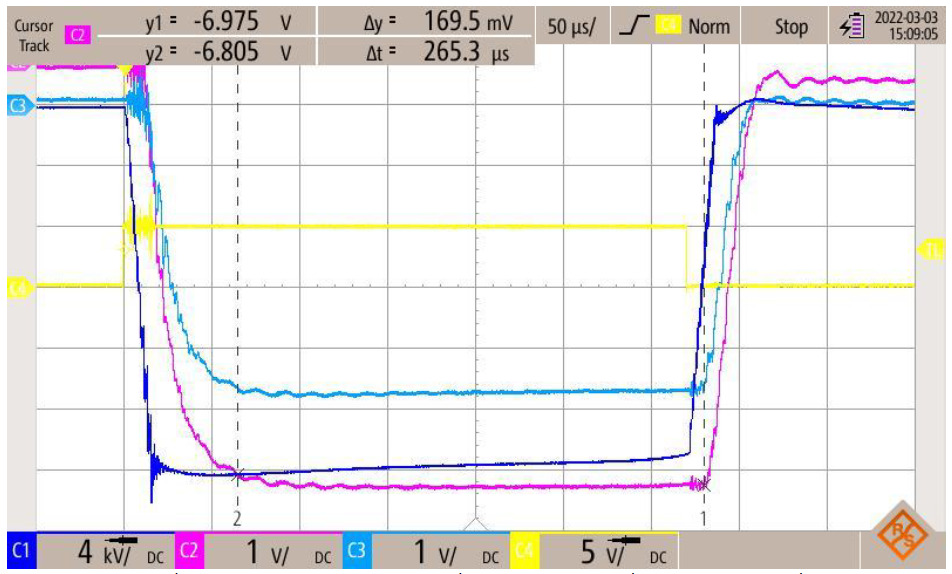 Cursor Track C2 y1 = -6.975 V Δy = 169.5 mV 50 µs/ C4 Norm Stop 2022-03-03
y2 = -6.805 V Δt = 265.3 µs 15:09:05
C3
C4
TL
2 1
R&S
C1 4 kV/ DC C2 1 V/ DC C3 1 V/ DC C4 5 V/ DC